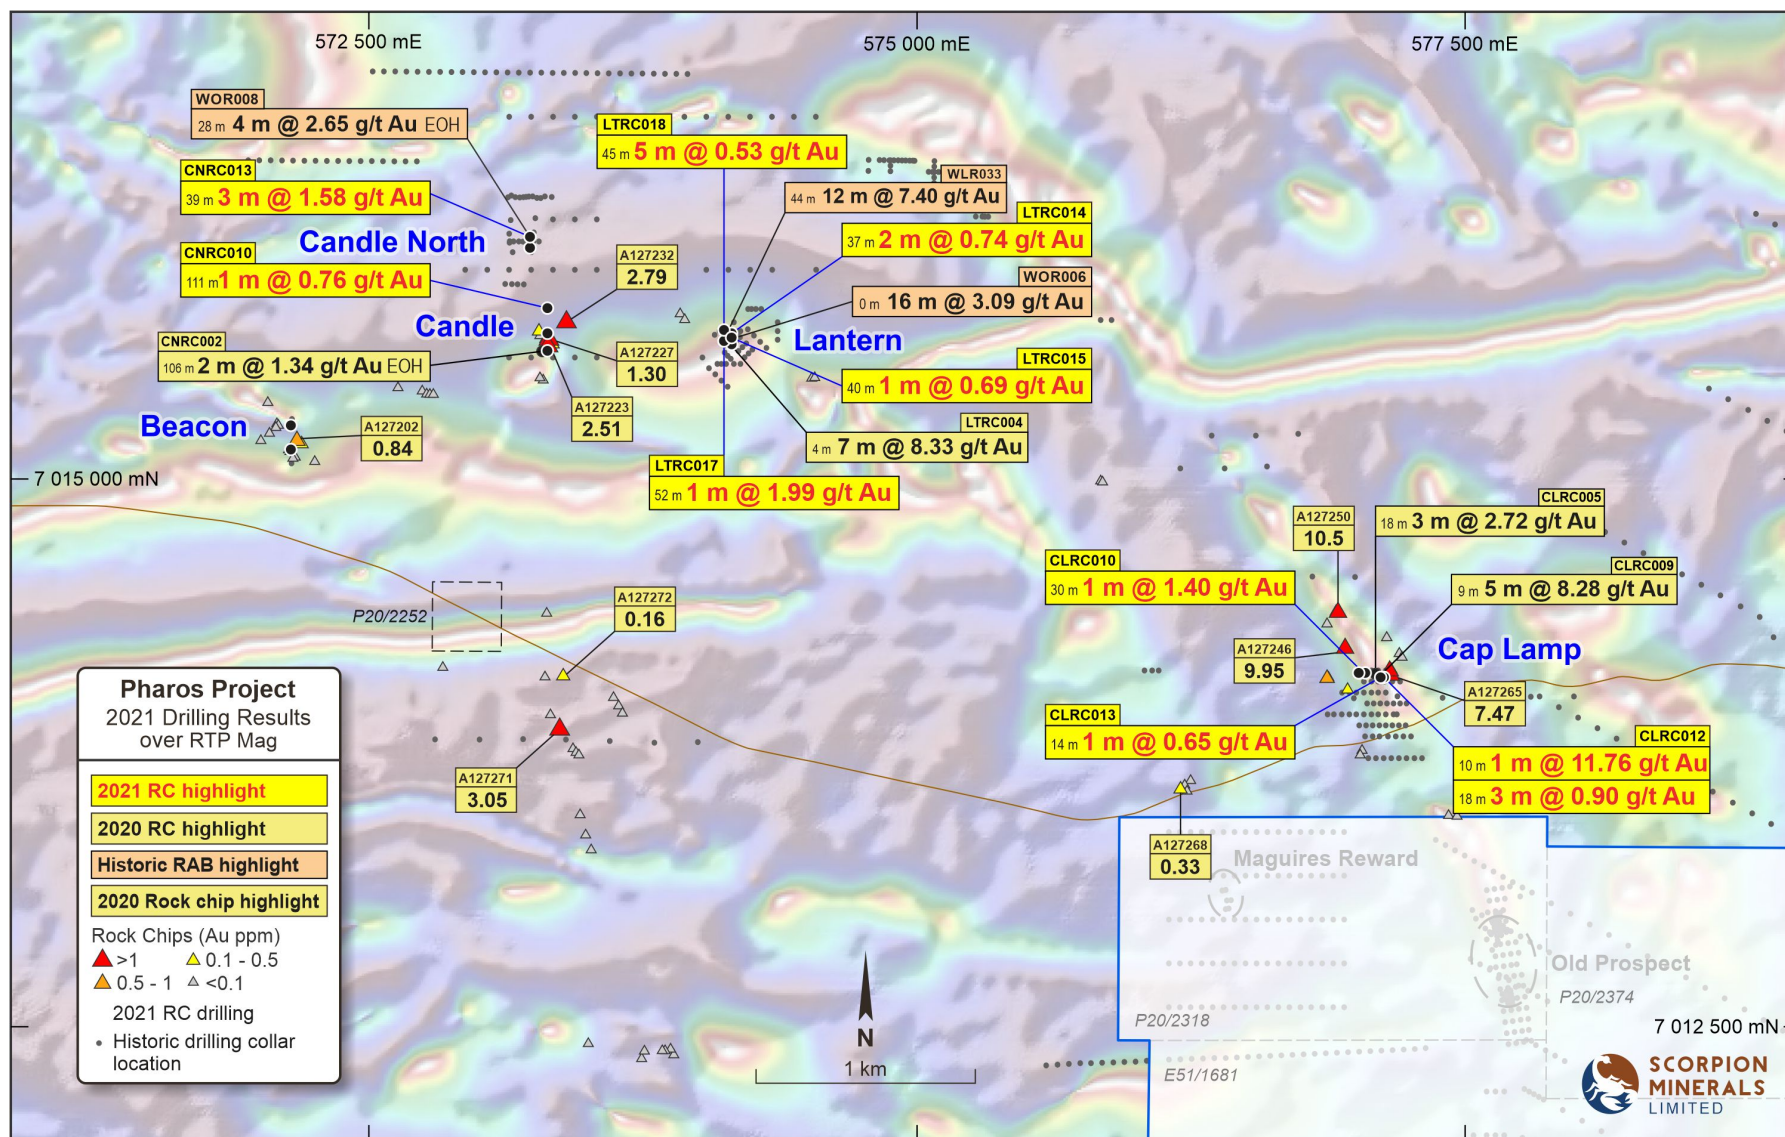 572 500 mE
575 000 mE
577 500 mE
WOR008
28 m 4 m @ 2.65 g/t Au EOH
LTRC018
45 m 5 m @ 0.53 g/t Au
CNRC013
39 m 3 m @ 1.58 g/t Au
WLR033
44 m 12 m @ 7.40 g/t Au
LTRC014
37 m 2 m @ 0.74 g/t Au
Candle North
CNRC010
111 m 1 m @ 0.76 g/t Au
A127232
2.79
WOR006
0 m 16 m @ 3.09 g/t Au
Candle
Lantern
CNRC002
106 m 2 m @ 1.34 g/t Au EOH
A127227
1.30
LTRC015
40 m 1 m @ 0.69 g/t Au
A127223
2.51
LTRC004
4 m 7 m @ 8.33 g/t Au
Beacon
A127202
0.84
LTRC017
52 m 1 m @ 1.99 g/t Au
7 015 000 mN
CLRC005
18 m 3 m @ 2.72 g/t Au
A127250
10.5
CLRC010
30 m 1 m @ 1.40 g/t Au
CLRC009
9 m 5 m @ 8.28 g/t Au
P20/2252
A127272
0.16
A127246
9.95
Cap Lamp
A127265
7.47
CLRC013
14 m 1 m @ 0.65 g/t Au
CLRC012
10 m 1 m @ 11.76 g/t Au
18 m 3 m @ 0.90 g/t Au
A127271
3.05
A127268
0.33
Maguires Reward
Old Prospect
P20/2374
P20/2318
E51/1681
7 012 500 mN
Pharos Project
2021 Drilling Results
over RTP Mag
2021 RC highlight
2020 RC highlight
Historic RAB highlight
2020 Rock chip highlight
Rock Chips (Au ppm)
>1
0.1 - 0.5
0.5 - 1
<0.1
2021 RC drilling
Historic drilling collar
location
N
1 km
SCORPION
MINERALS
LIMITED